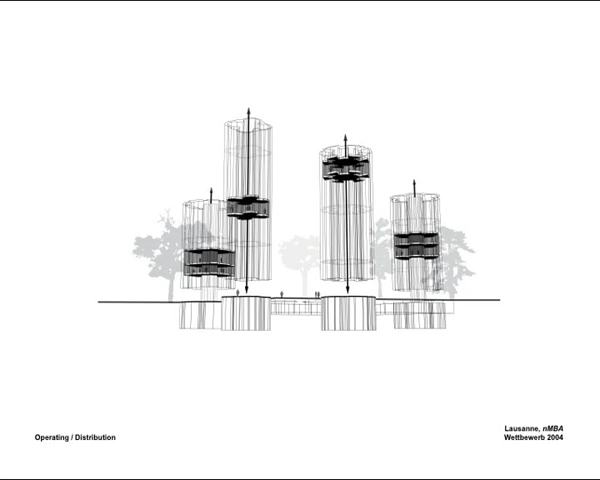 Operating / Distribution
Lausanne, nMBA
Wettbewerb 2004